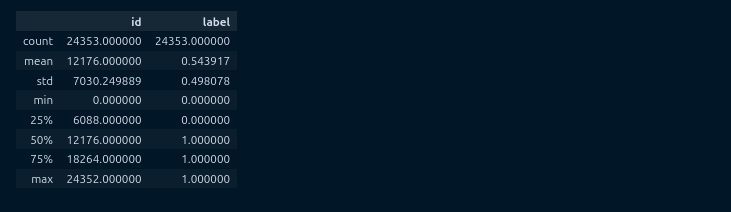 id label
count 24353.000000 24353.000000
mean 12176.000000 0.543917
std 7030.249889 0.498078
min 0.000000 0.000000
25% 6088.000000 0.000000
50% 12176.000000 1.000000
75% 18264.000000 1.000000
max 24352.000000 1.000000